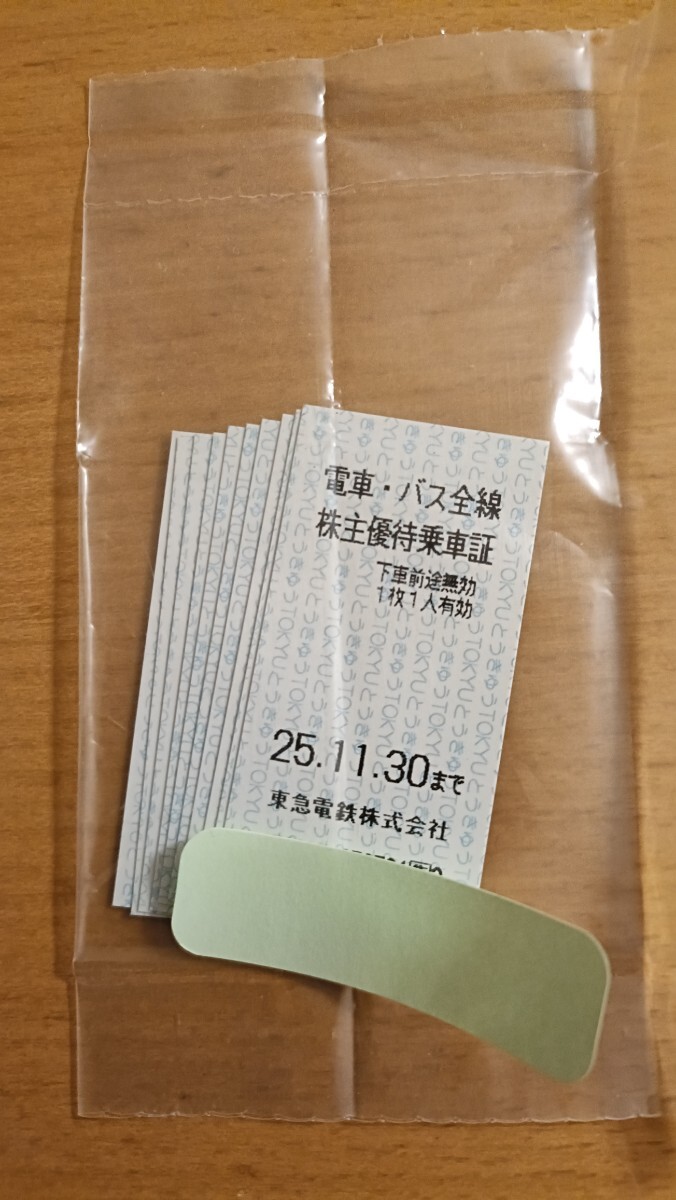 電車・バス全線
株主優待乗車証
下車前途無効
1枚1人有効
25.11.30まで
東急電鉄株式会社